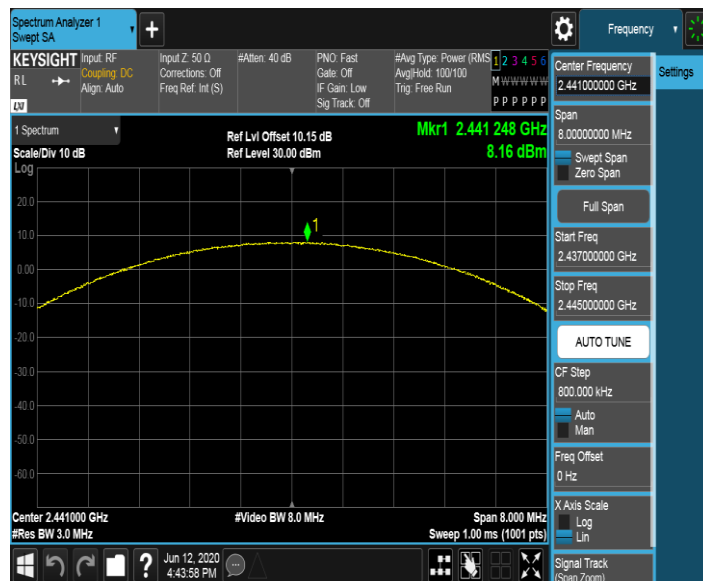 Spectrum Analyzer 1
Swept SA
+
Frequency
KEYSIGHT
RL
LXI
Input: RF
Coupling: DC
Align: Auto
Input Z: 50 Ω
Corrections: Off
Freq Ref: Int (S)
#Atten: 40 dB
PNO: Fast
Gate: Off
IF Gain: Low
Sig Track: Off
#Avg Type: Power (RMS
Avg|Hold: 100/100
Trig: Free Run
1 2 3 4 5 6
M W W W W W
P P P P P P
1 Spectrum
Scale/Div 10 dB
Log
Ref Lvl Offset 10.15 dB
Ref Level 30.00 dBm
Mkr1 2.441 248 GHz
8.16 dBm
20.0
10.0
0.00
-10.0
-20.0
-30.0
-40.0
-50.0
-60.0
1
Center 2.441000 GHz
#Res BW 3.0 MHz
#Video BW 8.0 MHz
Span 8.000 MHz
Sweep 1.00 ms (1001 pts)
?
Jun 12, 2020
4:43:58 PM
Center Frequency
2.441000000 GHz
Settings
Span
8.00000000 MHz
Swept Span
Zero Span
Full Span
Start Freq
2.437000000 GHz
Stop Freq
2.445000000 GHz
AUTO TUNE
CF Step
800.000 kHz
Auto
Man
Freq Offset
0 Hz
X Axis Scale
Log
Lin
Signal Track
(Span Zoom)